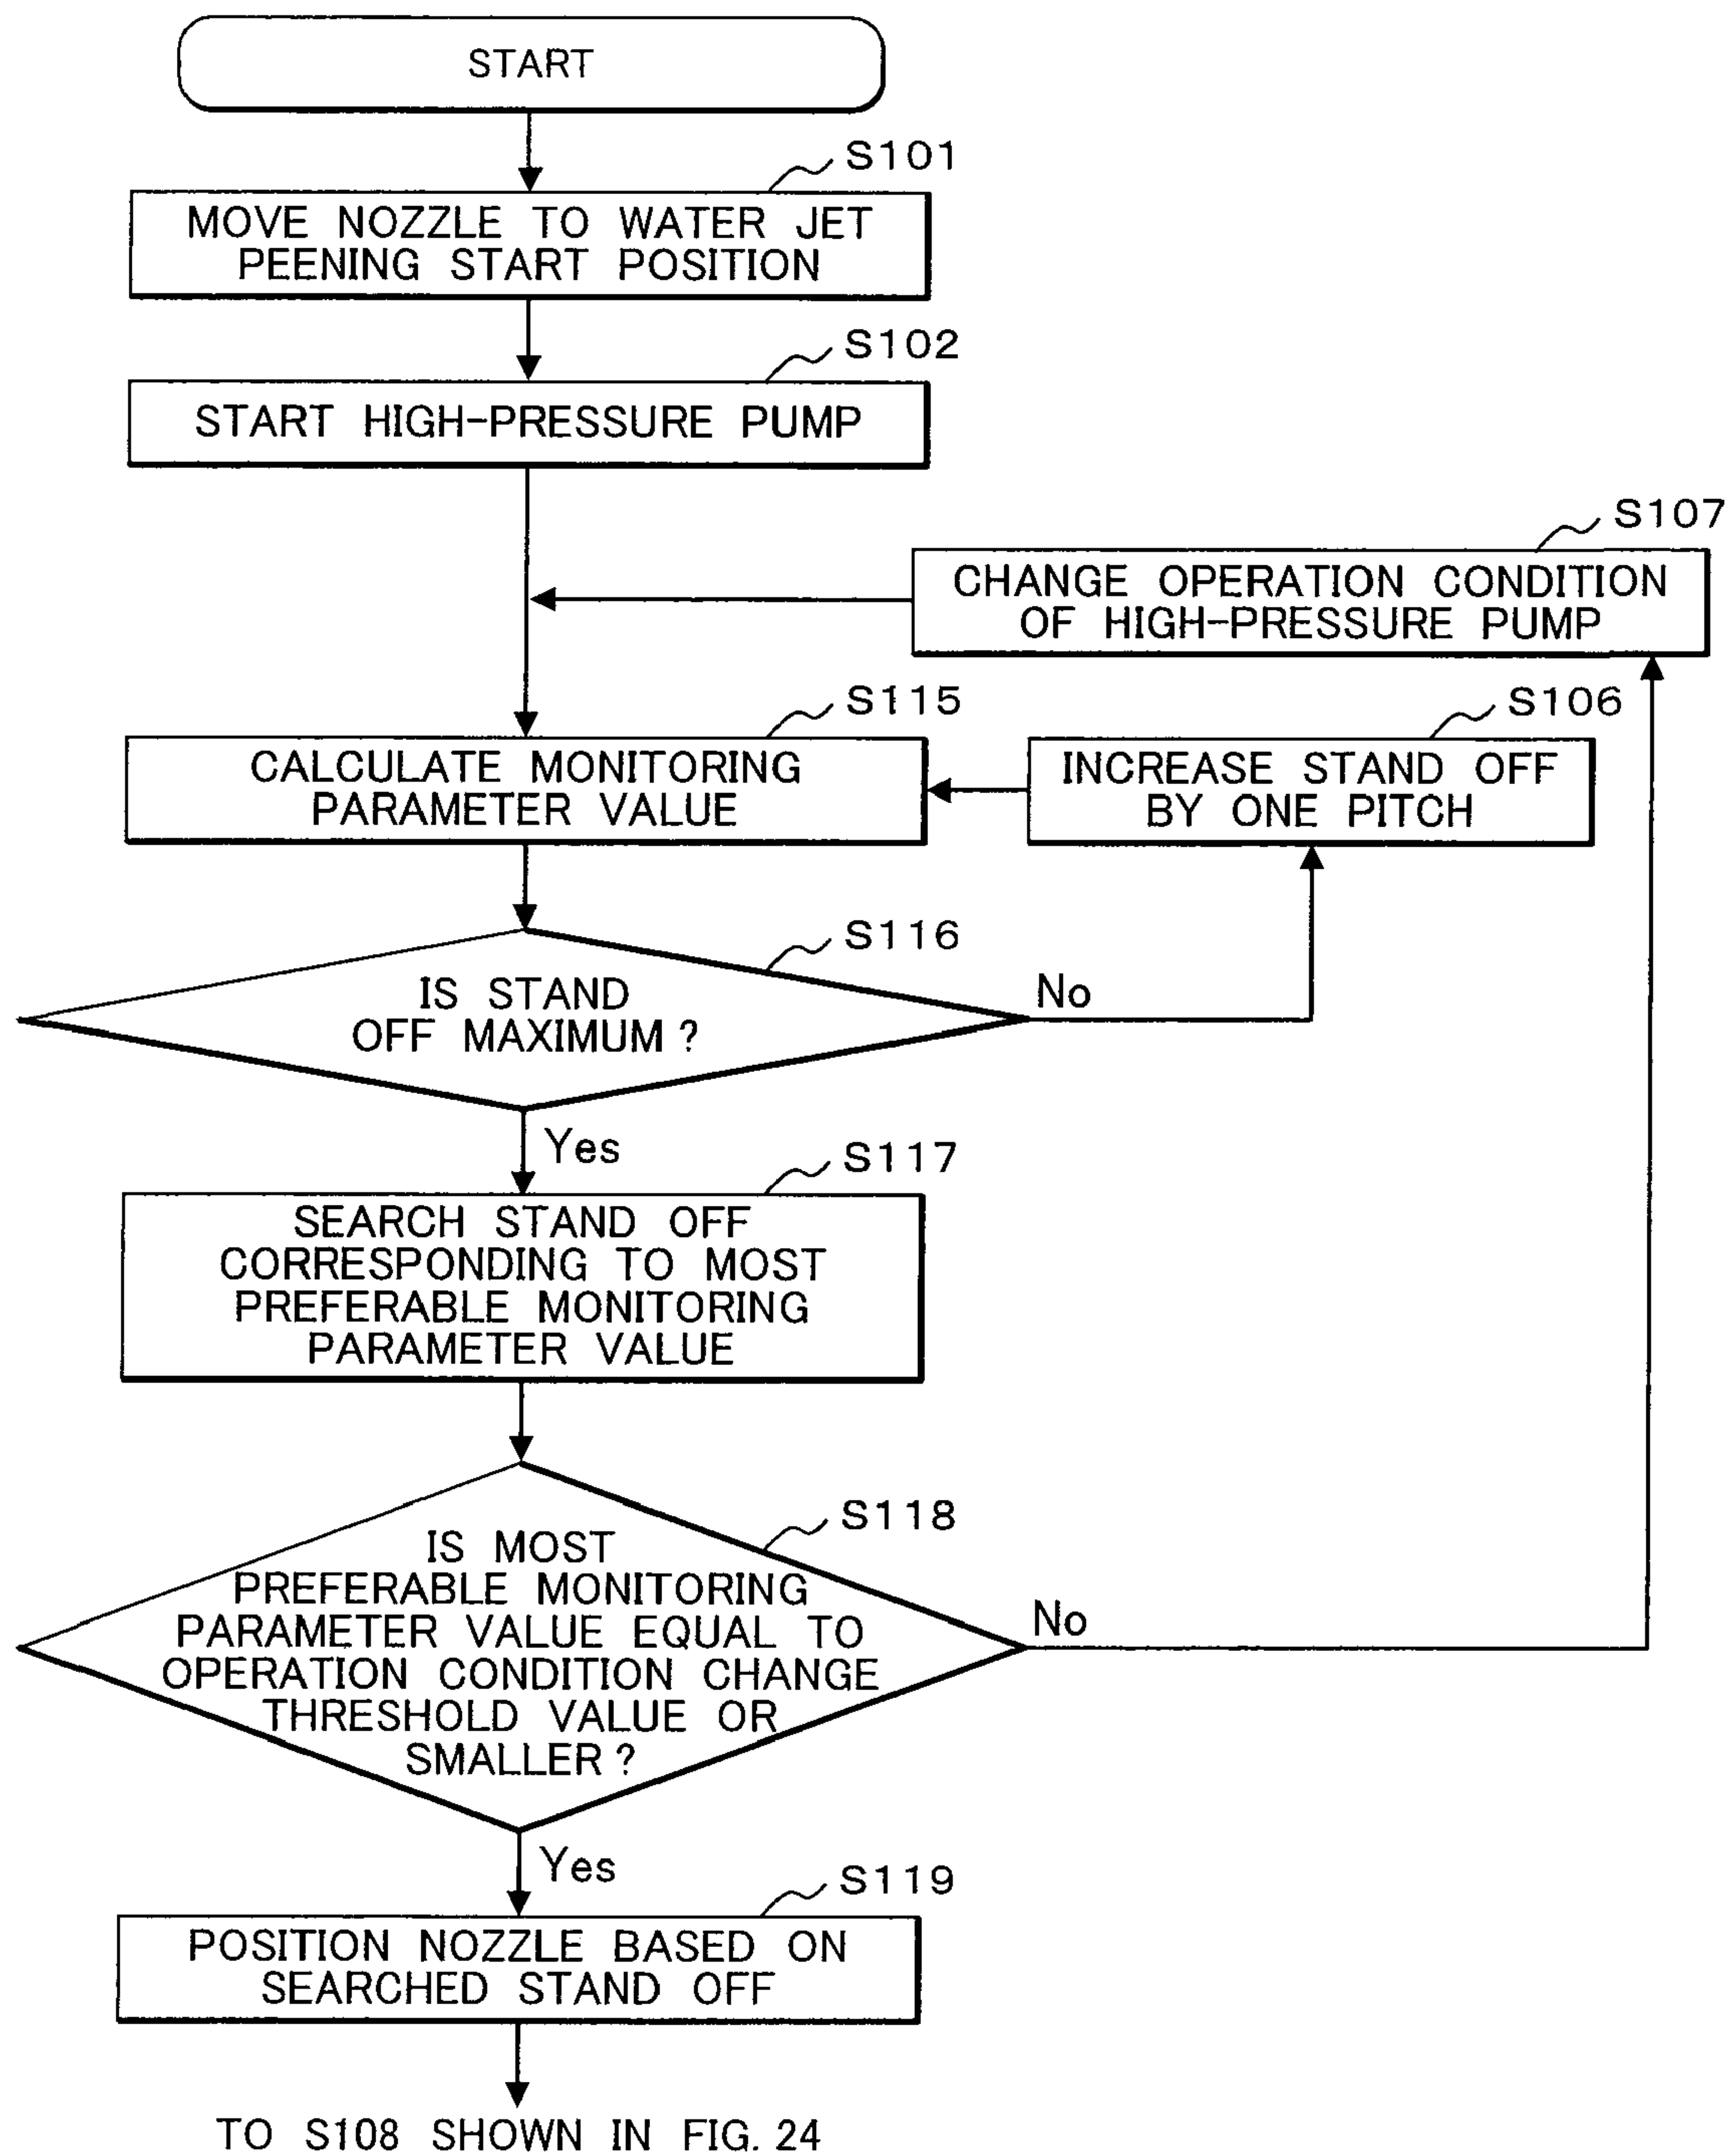 START
S101
MOVE NOZZLE TO WATER JET
PEENING START POSITION
S102
START HIGH-PRESSURE PUMP
S107
CHANGE OPERATION CONDITION
OF HIGH-PRESSURE PUMP
S115
CALCULATE MONITORING
PARAMETER VALUE
S106
INCREASE STAND OFF
BY ONE PITCH
S116
IS STAND
OFF MAXIMUM?
No
Yes
S117
SEARCH STAND OFF
CORRESPONDING TO MOST
PREFERABLE MONITORING
PARAMETER VALUE
S118
IS MOST
PREFERABLE MONITORING
PARAMETER VALUE EQUAL TO
OPERATION CONDITION CHANGE
THRESHOLD VALUE OR
SMALLER?
No
Yes
S119
POSITION NOZZLE BASED ON
SEARCHED STAND OFF
TO S108 SHOWN IN FIG. 24